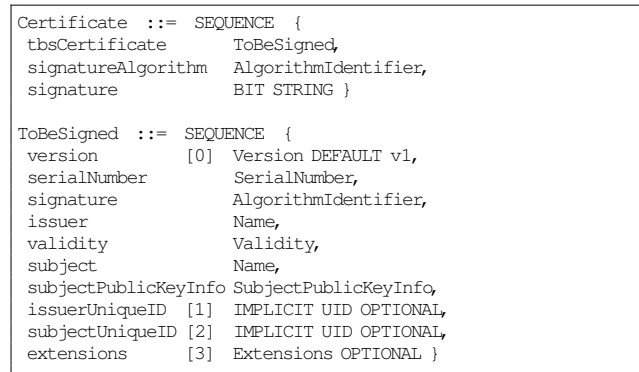 Certificate ::= SEQUENCE {
tbsCertificate ToBeSigned,
signatureAlgorithm AlgorithmIdentifier,
signature BIT STRING }
ToBeSigned ::= SEQUENCE {
version [0] Version DEFAULT v1,
serialNumber SerialNumber,
signature AlgorithmIdentifier,
issuer Name,
validity Validity,
subject Name,
subjectPublicKeyInfo SubjectPublicKeyInfo,
issuerUniqueID [1] IMPLICIT UID OPTIONAL,
subjectUniqueID [2] IMPLICIT UID OPTIONAL,
extensions [3] Extensions OPTIONAL }